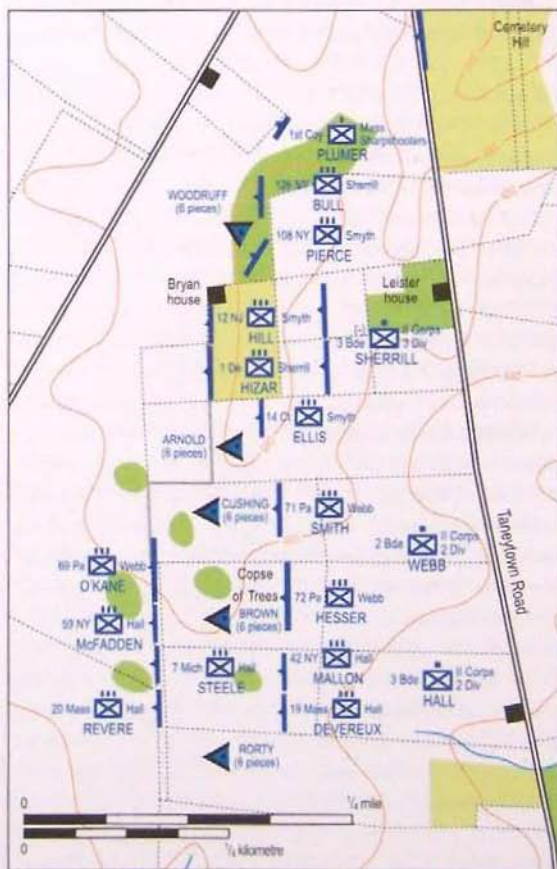 Cemetery
Hill
1st Coy Mass
Sharpshooters
PLUMER
WOODRUFF
(6 pieces)
126 NY Sherrill
BULL
108 NY Smyth
PIERCE
Bryan
house
Leister
house
12 NJ Smyth
HILL
[-] II Corps
3 Bde 3 Div
SHERRILL
1 De Sherrill
HIZAR
14 Ct Smyth
ELLIS
ARNOLD
(6 pieces)
CUSHING
(6 pieces)
71 Pa Webb
SMITH
II Corps
2 Bde 2 Div
WEBB
Taneytown Road
69 Pa Webb
O'KANE
Copse
of Trees
BROWN
(6 pieces)
72 Pa Webb
HESSER
59 NY Hall
McFADDEN
7 Mich Hall
STEELE
42 NY Hall
MALLON
II Corps
3 Bde 2 Div
HALL
20 Mass Hall
REVERE
19 Mass Hall
DEVEREUX
RORTY
(6 pieces)
0 ¼ mile
0 ¼ kilometre